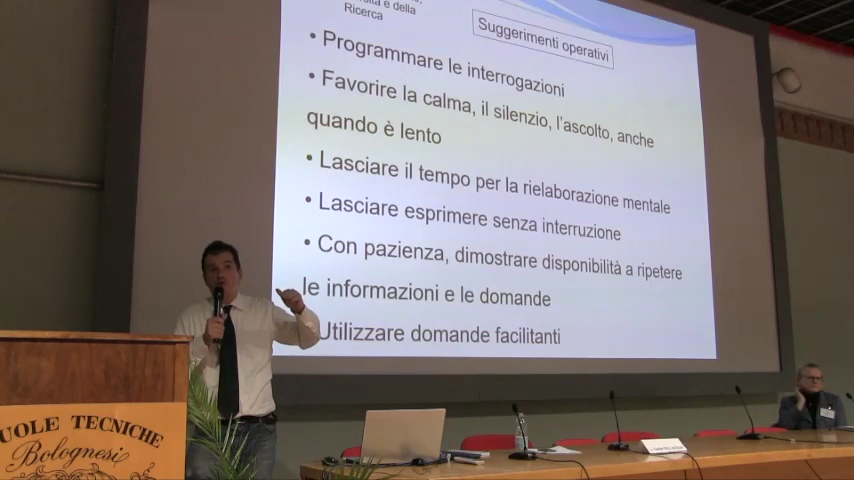 e della
Ricerca
Suggerimenti operativi
• Programmare le interrogazioni
• Favorire la calma, il silenzio, l'ascolto, anche
quando è lento
• Lasciare il tempo per la rielaborazione mentale
• Lasciare esprimere senza interruzione
• Con pazienza, dimostrare disponibilità a ripetere
le informazioni e le domande
Utilizzare domande facilitanti
UOLE TECNICHE
Bolognesi